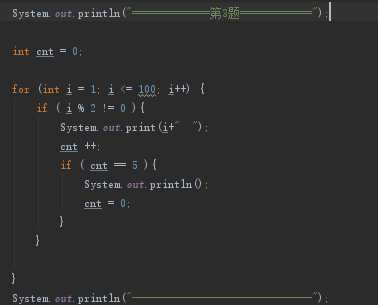 System.out.println("═════════════第3题════════════");
int cnt = 0;
for (int i = 1; i <= 100; i++) {
if ( i % 2 != 0 ){
System.out.print(i+"  ");
cnt ++;
if ( cnt == 5 ){
System.out.println();
cnt = 0;
}
}
}
System.out.println("══════════════════════════════");